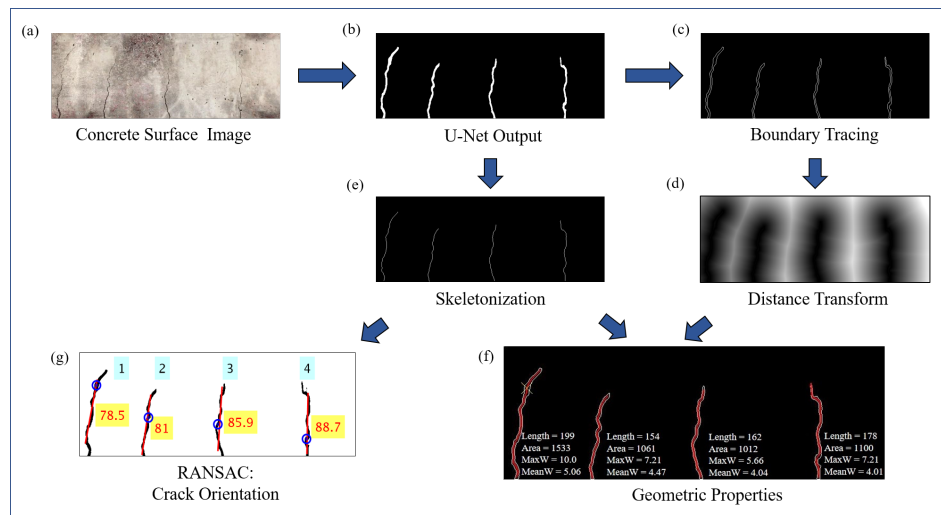 (a)
Concrete Surface Image
(b)
U-Net Output
(c)
Boundary Tracing
(e)
Skeletonization
(d)
Distance Transform
(g)
1
2
3
4
78.5
81
85.9
88.7
RANSAC:
Crack Orientation
(f)
Length = 199
Area = 1533
MaxW = 10.0
MeanW = 5.06
Length = 154
Area = 1061
MaxW = 7.21
MeanW = 4.47
Length = 162
Area = 1012
MaxW = 5.66
MeanW = 4.04
Length = 178
Area = 1100
MaxW = 7.21
MeanW = 4.01
Geometric Properties